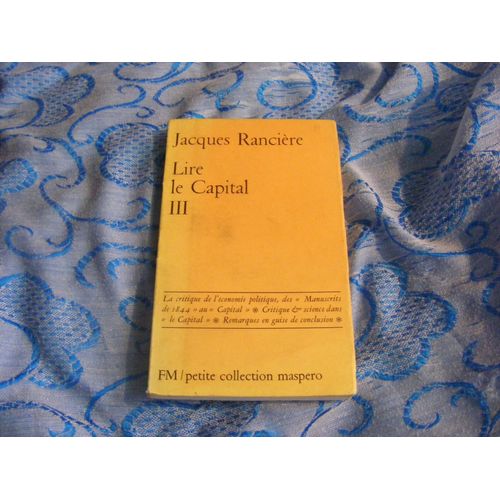 Jacques Rancière
Lire
le Capital
III
La critique de l'économie politique, des « Manuscrits
de 1844 » au « Capital » ⁕ Critique & science dans
« le Capital » ⁕ Remarques en guise de conclusion ⁕
FM/petite collection maspero